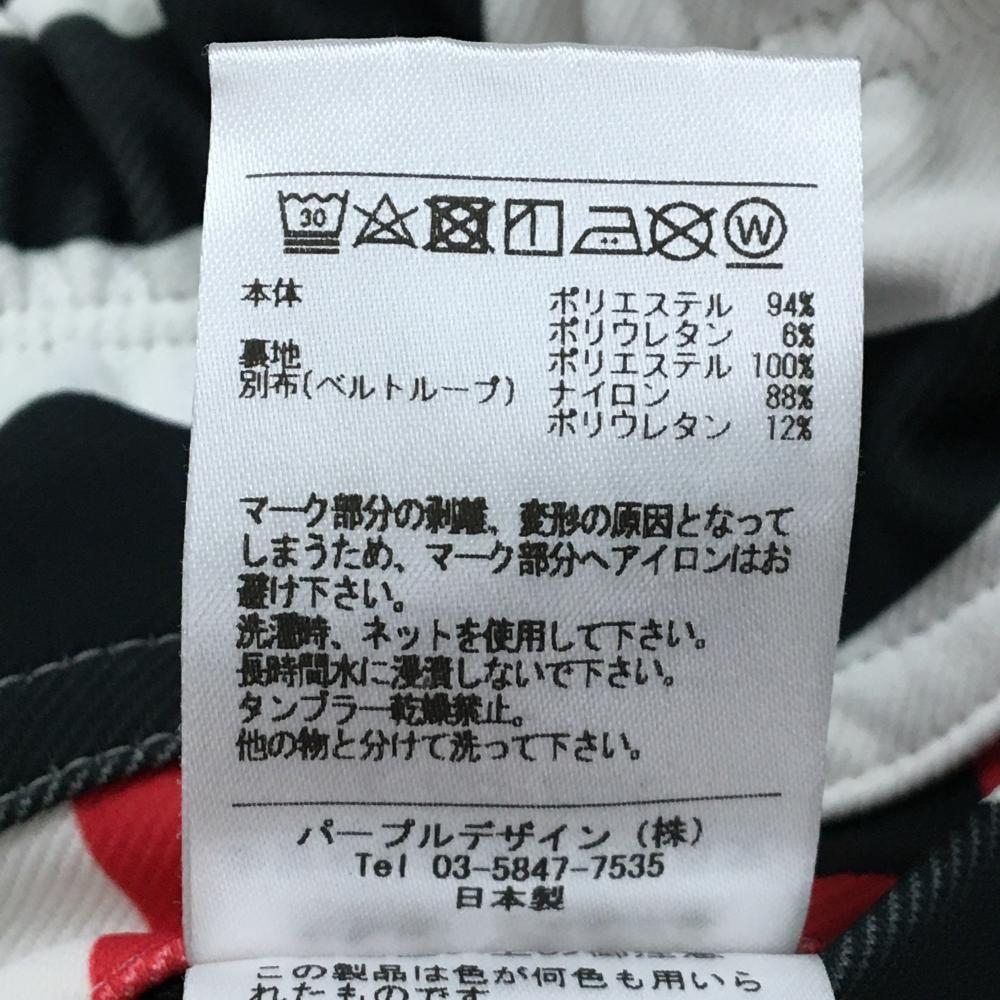 30 W
本体 ポリエステル 94%
ポリウレタン 6%
裏地 ポリエステル 100%
別布(ベルトループ) ナイロン 88%
ポリウレタン 12%
マーク部分の剥離、変形の原因となって
しまうため、マーク部分へアイロンはお
避け下さい。
洗濯時、ネットを使用して下さい。
長時間水に浸漬しないで下さい。
タンブラー乾燥禁止。
他の物と分けて洗って下さい。
パープルデザイン(株)
Tel 03-5847-7535
日本製
この製品は色が何色も用いら
れたものです